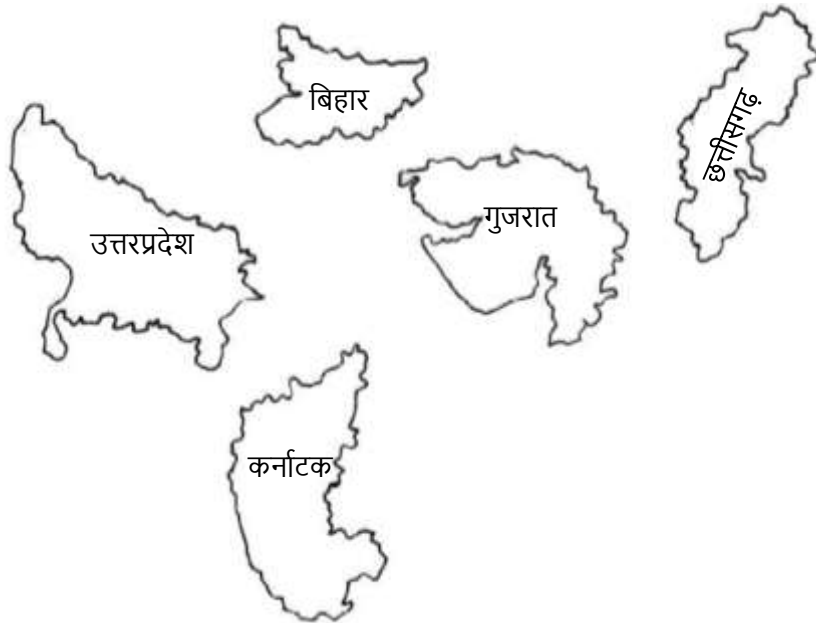 बिहार
छत्तीसगढ़
गुजरात
उत्तरप्रदेश
कर्नाटक